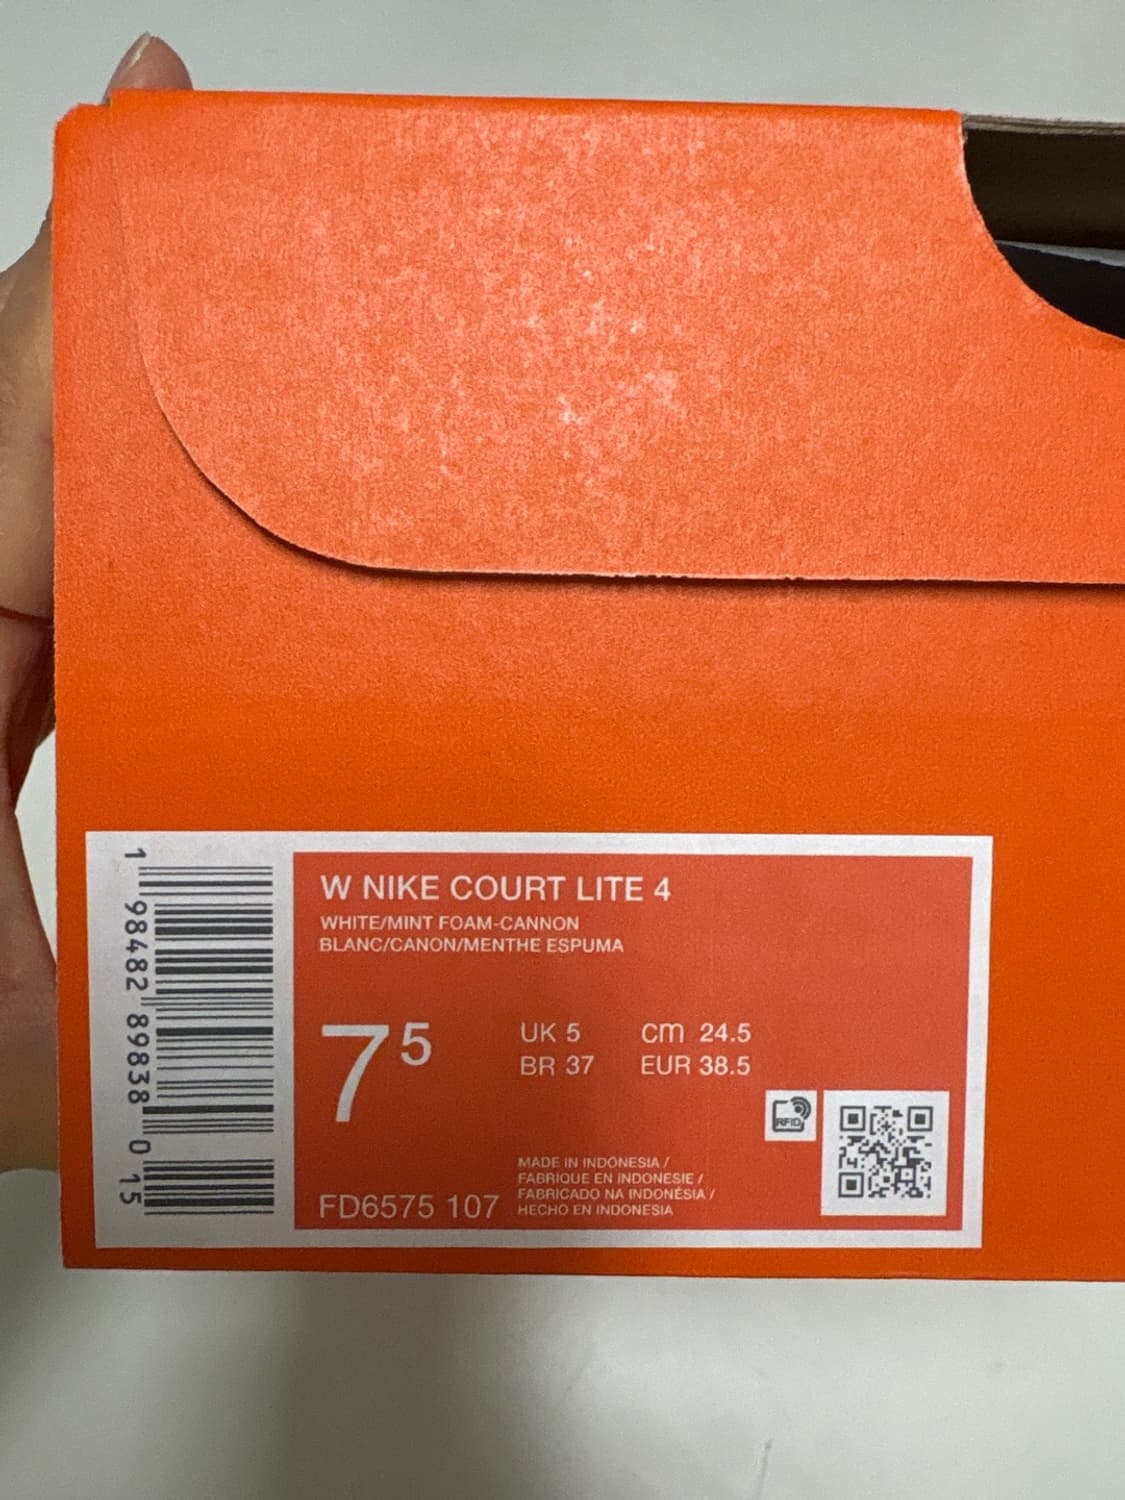 W NIKE COURT LITE 4
WHITE/MINT FOAM-CANNON
BLANC/CANON/MENTHE ESPUMA
7 5
UK 5 cm 24.5
BR 37 EUR 38.5
RFID
MADE IN INDONESIA /
FABRIQUE EN INDONESIE /
FABRICADO NA INDONÉSIA /
HECHO EN INDONESIA
FD6575 107
1 98482 89838 0 15